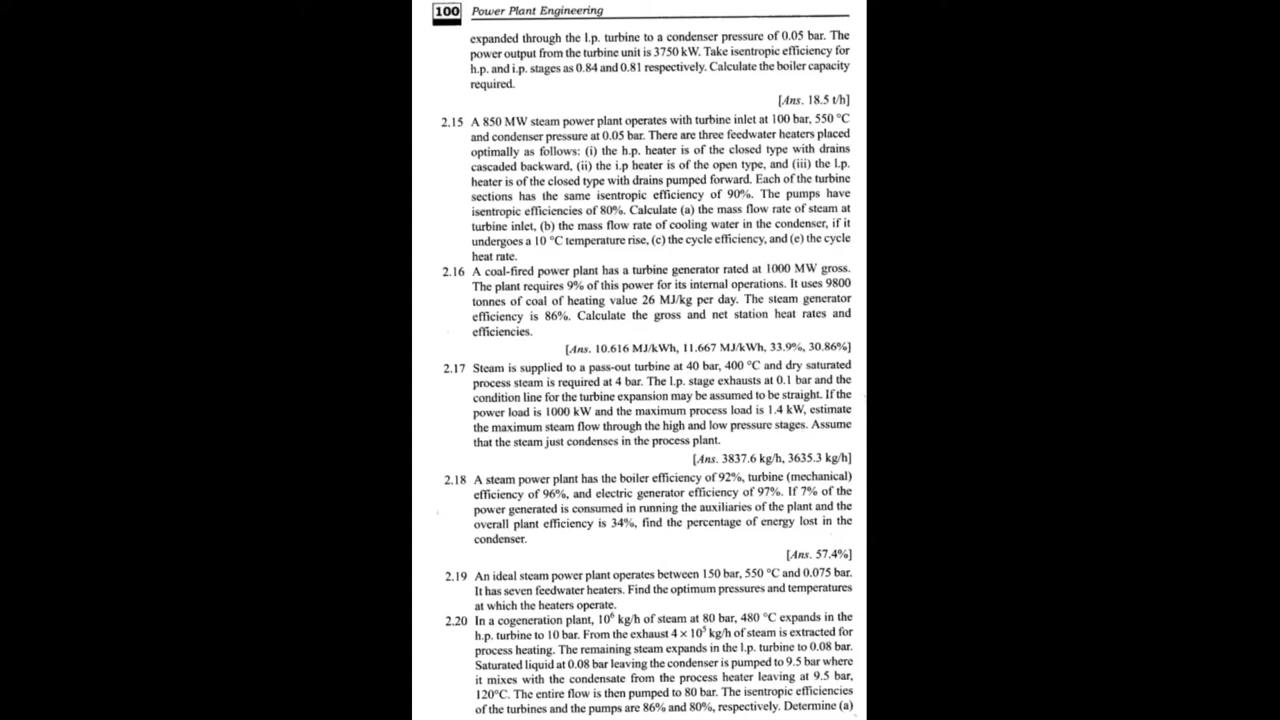 100 Power Plant Engineering
expanded through the l.p. turbine to a condenser pressure of 0.05 bar. The
power output from the turbine unit is 3750 kW. Take isentropic efficiency for
h.p. and i.p. stages as 0.84 and 0.81 respectively. Calculate the boiler capacity
required.
[Ans. 18.5 t/h]
2.15 A 850 MW steam power plant operates with turbine inlet at 100 bar, 550 °C
and condenser pressure at 0.05 bar. There are three feedwater heaters placed
optimally as follows: (i) the h.p. heater is of the closed type with drains
cascaded backward, (ii) the i.p heater is of the open type, and (iii) the l.p.
heater is of the closed type with drains pumped forward. Each of the turbine
sections has the same isentropic efficiency of 90%. The pumps have
isentropic efficiencies of 80%. Calculate (a) the mass flow rate of steam at
turbine inlet, (b) the mass flow rate of cooling water in the condenser, if it
undergoes a 10 °C temperature rise, (c) the cycle efficiency, and (e) the cycle
heat rate.
2.16 A coal-fired power plant has a turbine generator rated at 1000 MW gross.
The plant requires 9% of this power for its internal operations. It uses 9800
tonnes of coal of heating value 26 MJ/kg per day. The steam generator
efficiency is 86%. Calculate the gross and net station heat rates and
efficiencies.
[Ans. 10.616 MJ/kWh, 11.667 MJ/kWh, 33.9%, 30.86%]
2.17 Steam is supplied to a pass-out turbine at 40 bar, 400 °C and dry saturated
process steam is required at 4 bar. The l.p. stage exhausts at 0.1 bar and the
condition line for the turbine expansion may be assumed to be straight. If the
power load is 1000 kW and the maximum process load is 1.4 kW, estimate
the maximum steam flow through the high and low pressure stages. Assume
that the steam just condenses in the process plant.
[Ans. 3837.6 kg/h, 3635.3 kg/h]
2.18 A steam power plant has the boiler efficiency of 92%, turbine (mechanical)
efficiency of 96%, and electric generator efficiency of 97%. If 7% of the
power generated is consumed in running the auxiliaries of the plant and the
overall plant efficiency is 34%, find the percentage of energy lost in the
condenser.
[Ans. 57.4%]
2.19 An ideal steam power plant operates between 150 bar, 550 °C and 0.075 bar.
It has seven feedwater heaters. Find the optimum pressures and temperatures
at which the heaters operate.
2.20 In a cogeneration plant, 10⁶ kg/h of steam at 80 bar, 480 °C expands in the
h.p. turbine to 10 bar. From the exhaust 4 × 10⁵ kg/h of steam is extracted for
process heating. The remaining steam expands in the l.p. turbine to 0.08 bar.
Saturated liquid at 0.08 bar leaving the condenser is pumped to 9.5 bar where
it mixes with the condensate from the process heater leaving at 9.5 bar,
120°C. The entire flow is then pumped to 80 bar. The isentropic efficiencies
of the turbines and the pumps are 86% and 80%, respectively. Determine (a)